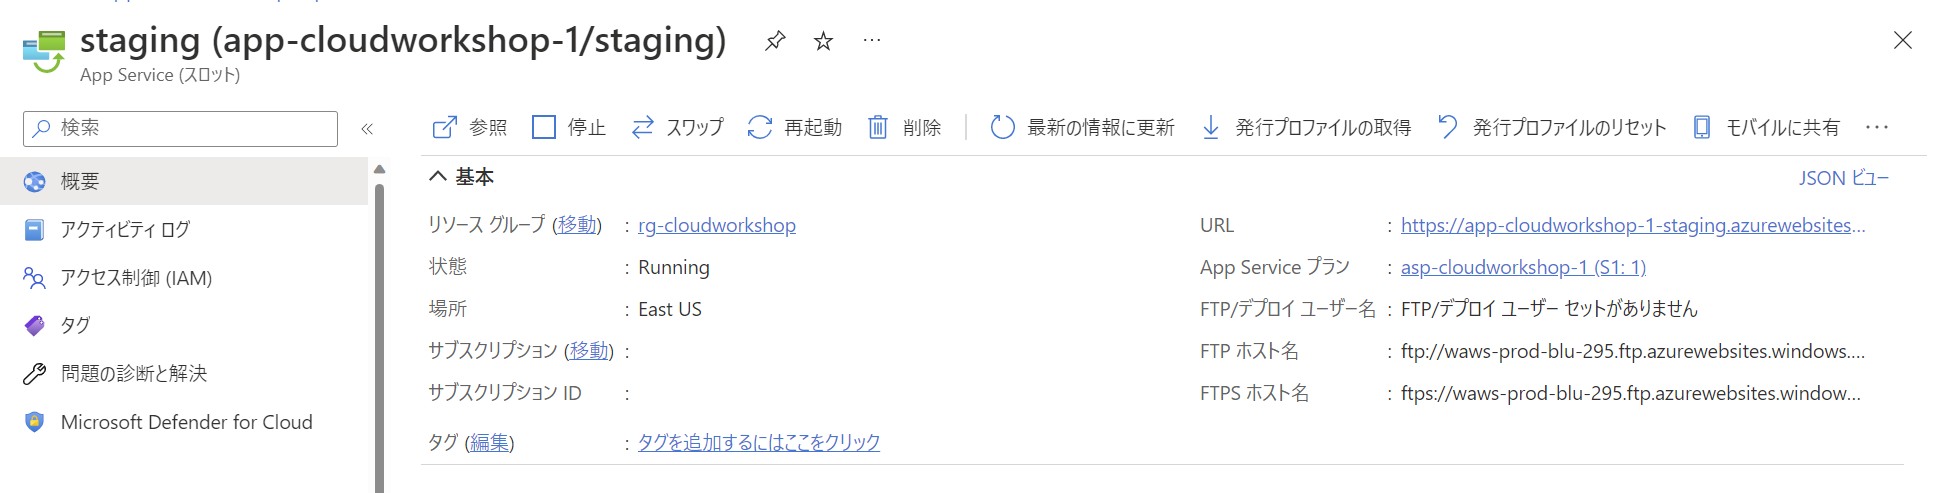 staging (app-cloudworkshop-1/staging)
App Service (スロット)
検索
参照 停止 スワップ 再起動 削除 最新の情報に更新 発行プロファイルの取得 発行プロファイルのリセット モバイルに共有
概要
アクティビティ ログ
アクセス制御 (IAM)
タグ
問題の診断と解決
Microsoft Defender for Cloud
基本
JSON ビュー
リソース グループ (移動) : rg-cloudworkshop
状態 : Running
場所 : East US
サブスクリプション (移動) :
サブスクリプション ID :
タグ (編集) : タグを追加するにはここをクリック
URL : https://app-cloudworkshop-1-staging.azurewebsites...
App Service プラン : asp-cloudworkshop-1 (S1: 1)
FTP/デプロイ ユーザー名 : FTP/デプロイ ユーザー セットがありません
FTP ホスト名 : ftp://waws-prod-blu-295.ftp.azurewebsites.windows....
FTPS ホスト名 : ftps://waws-prod-blu-295.ftp.azurewebsites.window...